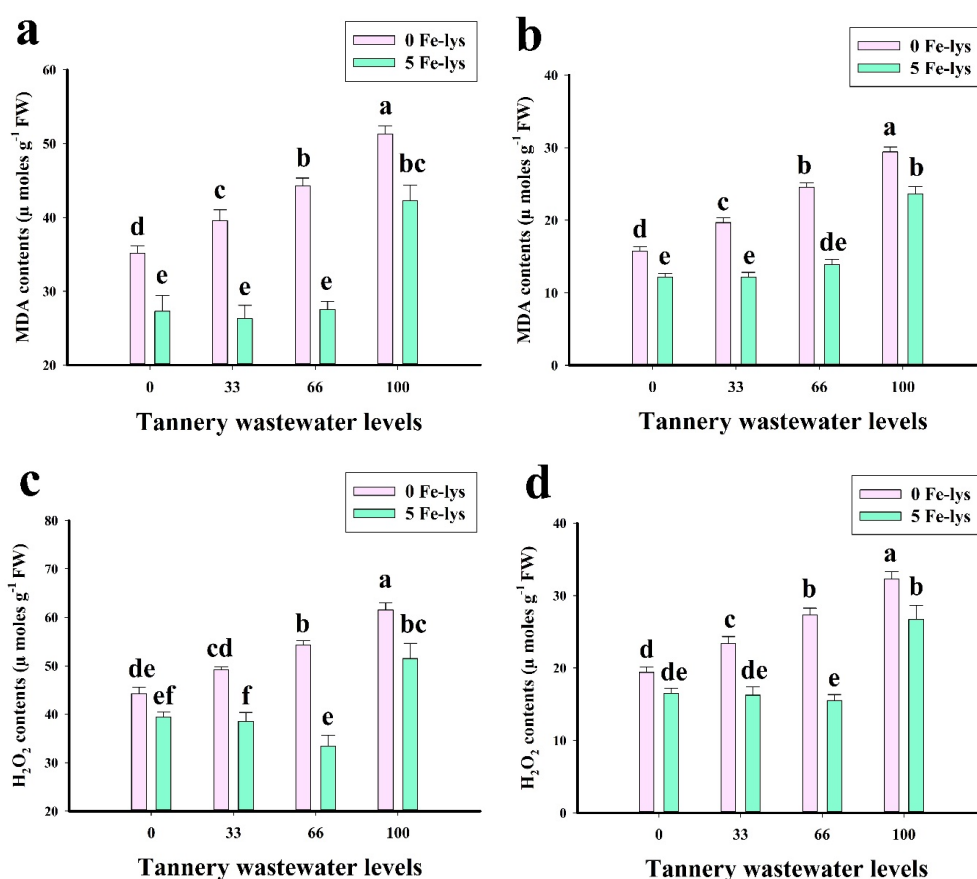 a
0 Fe-lys
5 Fe-lys
MDA contents (µ moles g⁻¹ FW)
60
50
40
30
20
d
e
c
e
b
e
a
bc
0 33 66 100
Tannery wastewater levels
b
0 Fe-lys
5 Fe-lys
MDA contents (µ moles g⁻¹ FW)
40
30
20
10
0
d
e
c
e
b
de
a
b
0 33 66 100
Tannery wastewater levels
c
0 Fe-lys
5 Fe-lys
H₂O₂ contents (µ moles g⁻¹ FW)
80
70
60
50
40
30
20
de
ef
cd
f
b
e
a
bc
0 33 66 100
Tannery wastewater levels
d
0 Fe-lys
5 Fe-lys
H₂O₂ contents (µ moles g⁻¹ FW)
40
30
20
10
0
d
de
c
de
b
e
a
b
0 33 66 100
Tannery wastewater levels